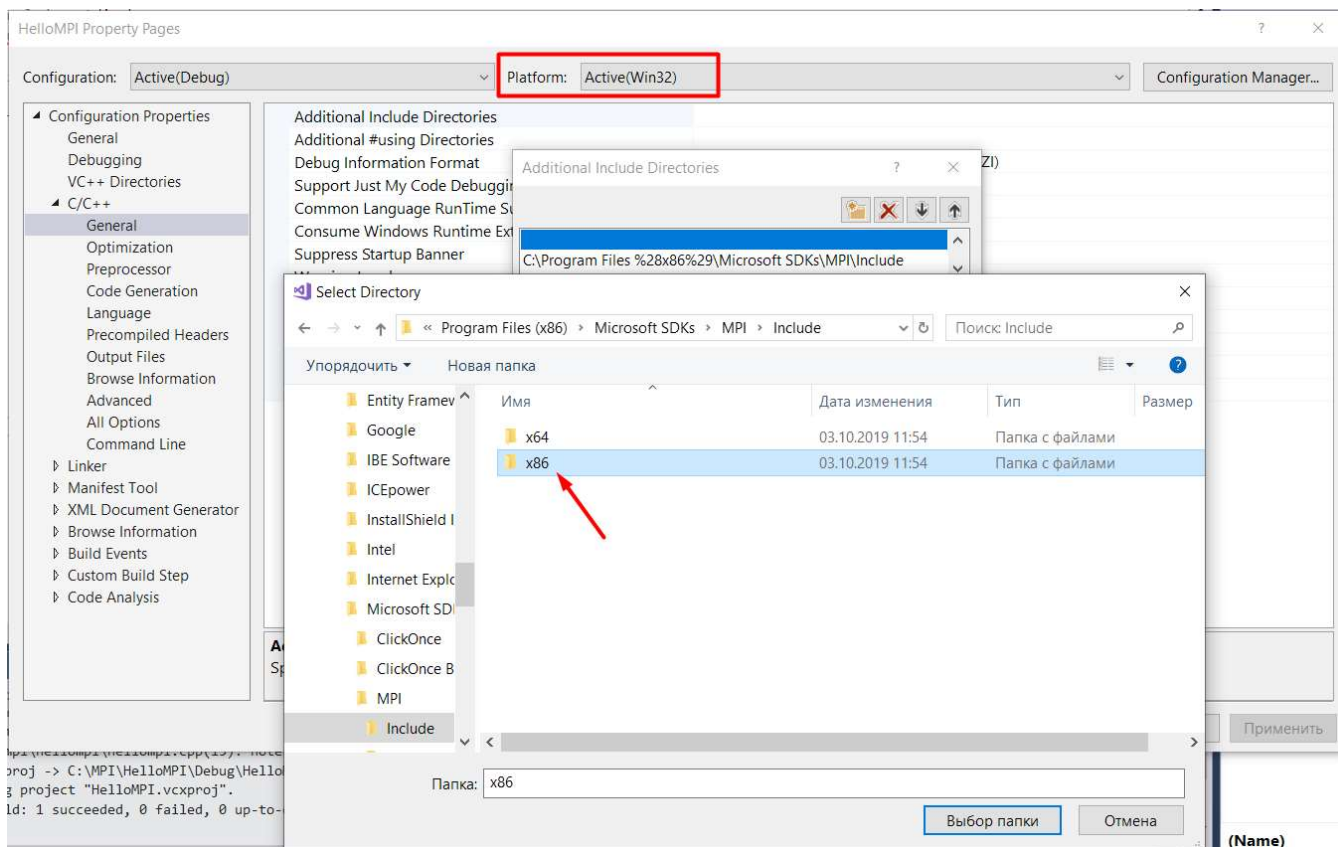 HelloMPI Property Pages
Configuration: Active(Debug) Platform: Active(Win32) Configuration Manager...
Configuration Properties
General
Debugging
VC++ Directories
C/C++
General
Optimization
Preprocessor
Code Generation
Language
Precompiled Headers
Output Files
Browse Information
Advanced
All Options
Command Line
Linker
Manifest Tool
XML Document Generator
Browse Information
Build Events
Custom Build Step
Code Analysis
Additional Include Directories
Additional #using Directories
Debug Information Format ZI)
Support Just My Code Debuggin
Common Language RunTime Su
Consume Windows Runtime Ext
Suppress Startup Banner
Additional Include Directories
C:\Program Files %28x86%29\Microsoft SDKs\MPI\Include
Select Directory
« Program Files (x86) › Microsoft SDKs › MPI › Include Поиск: Include
Упорядочить Новая папка
Имя Дата изменения Тип Размер
x64 03.10.2019 11:54 Папка с файлами
x86 03.10.2019 11:54 Папка с файлами
Entity Framew
Google
IBE Software
ICEpower
InstallShield I
Intel
Internet Explo
Microsoft SD
ClickOnce
ClickOnce B
MPI
Include
Папка: x86
Выбор папки Отмена
Применить
proj -> C:\MPI\HelloMPI\Debug\Hello
g project "HelloMPI.vcxproj".
ld: 1 succeeded, 0 failed, 0 up-to-
(Name)